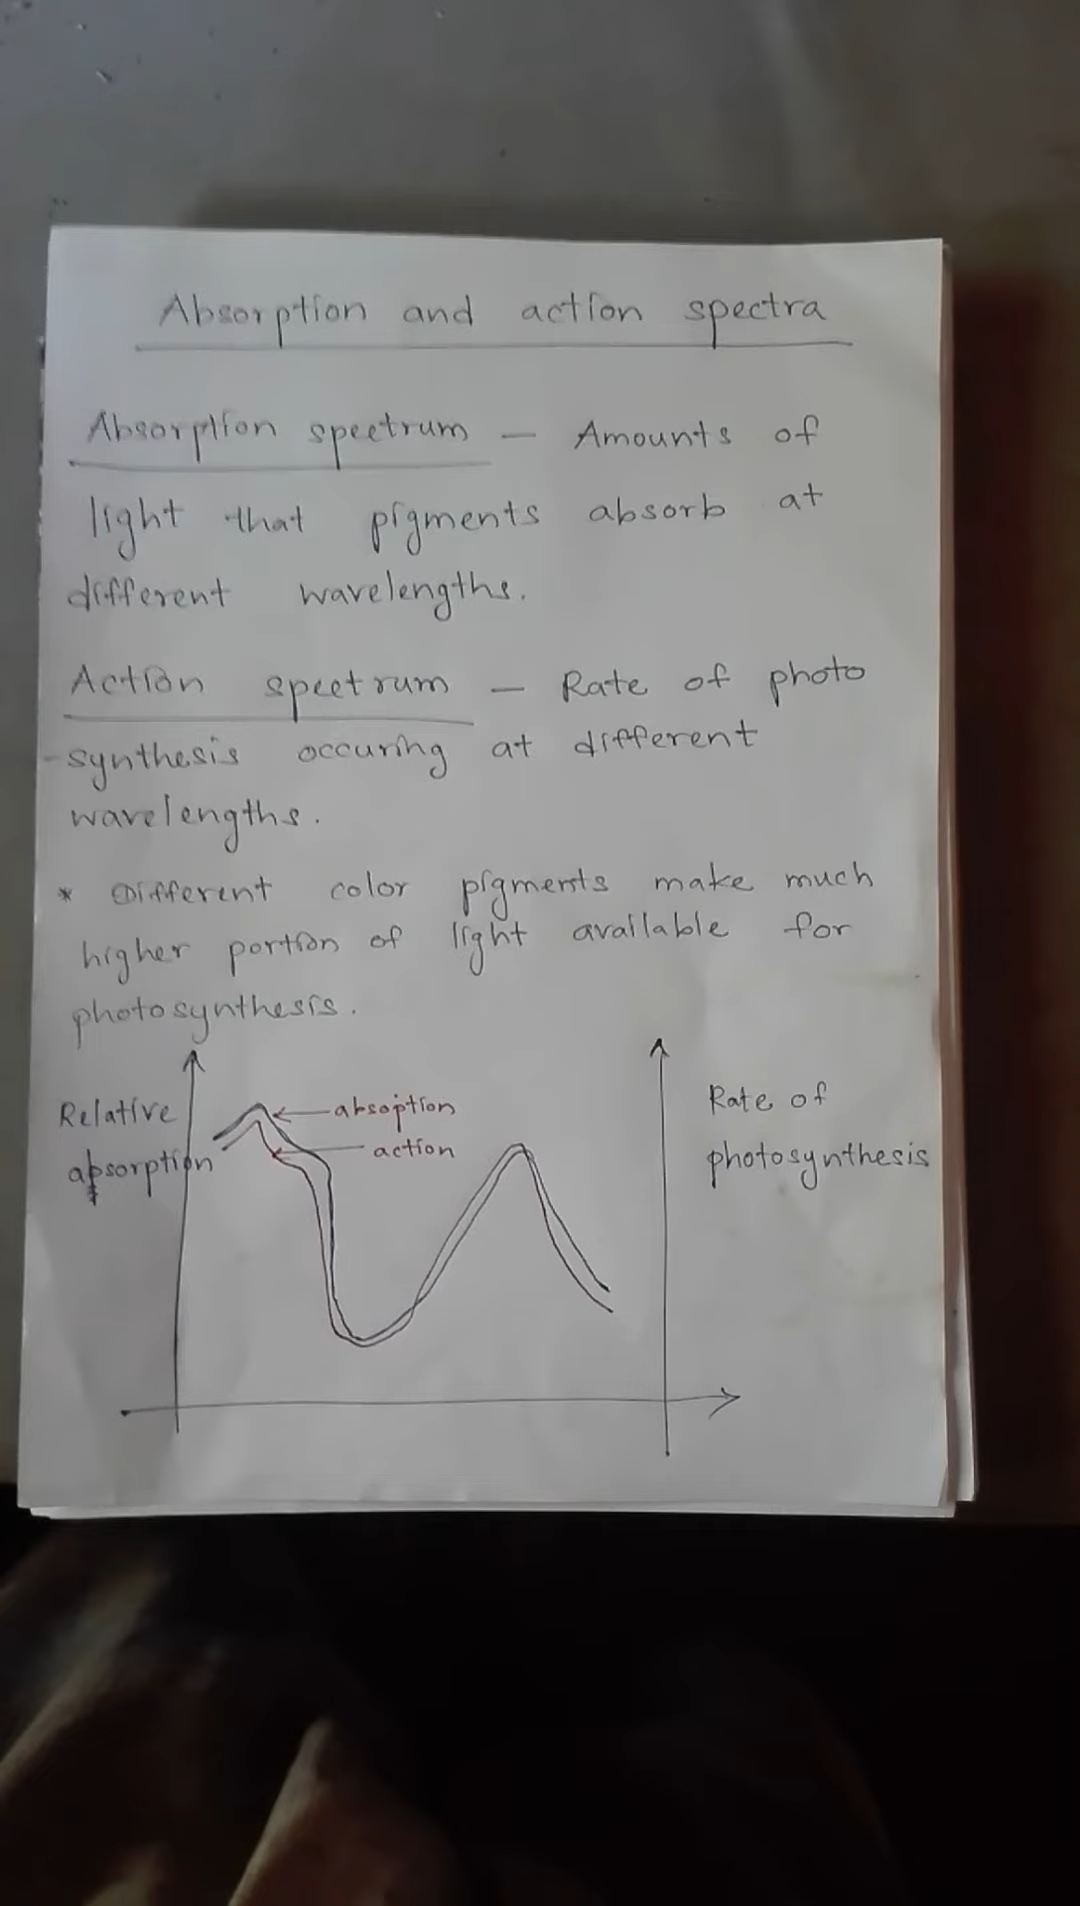 Absorption and action spectra
Absorption spectrum – Amounts of
light that pigments absorb at
different wavelengths.
Action spectrum – Rate of photo
-synthesis occuring at different
wavelengths.
* Different color pigments make much
higher portion of light available for
photosynthesis.
Relative
absorption
absoption
action
Rate of
photosynthesis